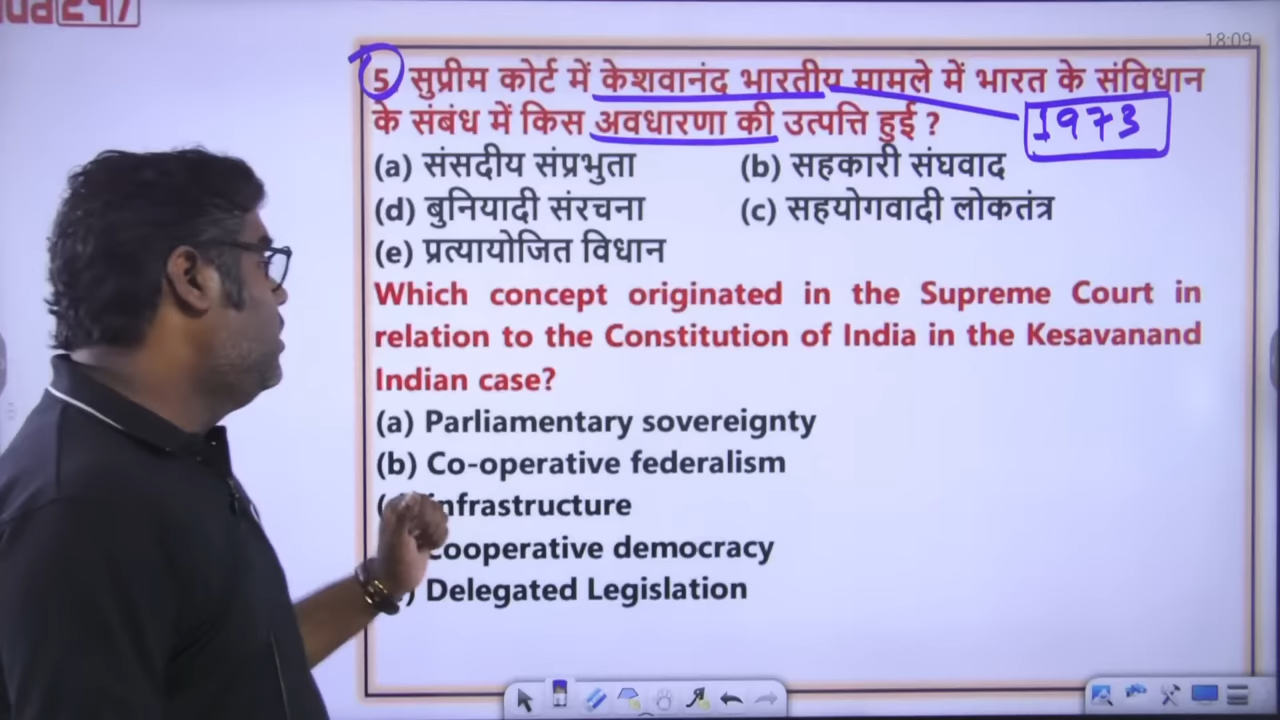 18:09
5 सुप्रीम कोर्ट में केशवानंद भारतीय मामले में भारत के संविधान
के संबंध में किस अवधारणा की उत्पत्ति हुई ?
1973
(a) संसदीय संप्रभुता (b) सहकारी संघवाद
(d) बुनियादी संरचना (c) सहयोगवादी लोकतंत्र
(e) प्रत्यायोजित विधान
Which concept originated in the Supreme Court in
relation to the Constitution of India in the Kesavanand
Indian case?
(a) Parliamentary sovereignty
(b) Co-operative federalism
infrastructure
cooperative democracy
Delegated Legislation